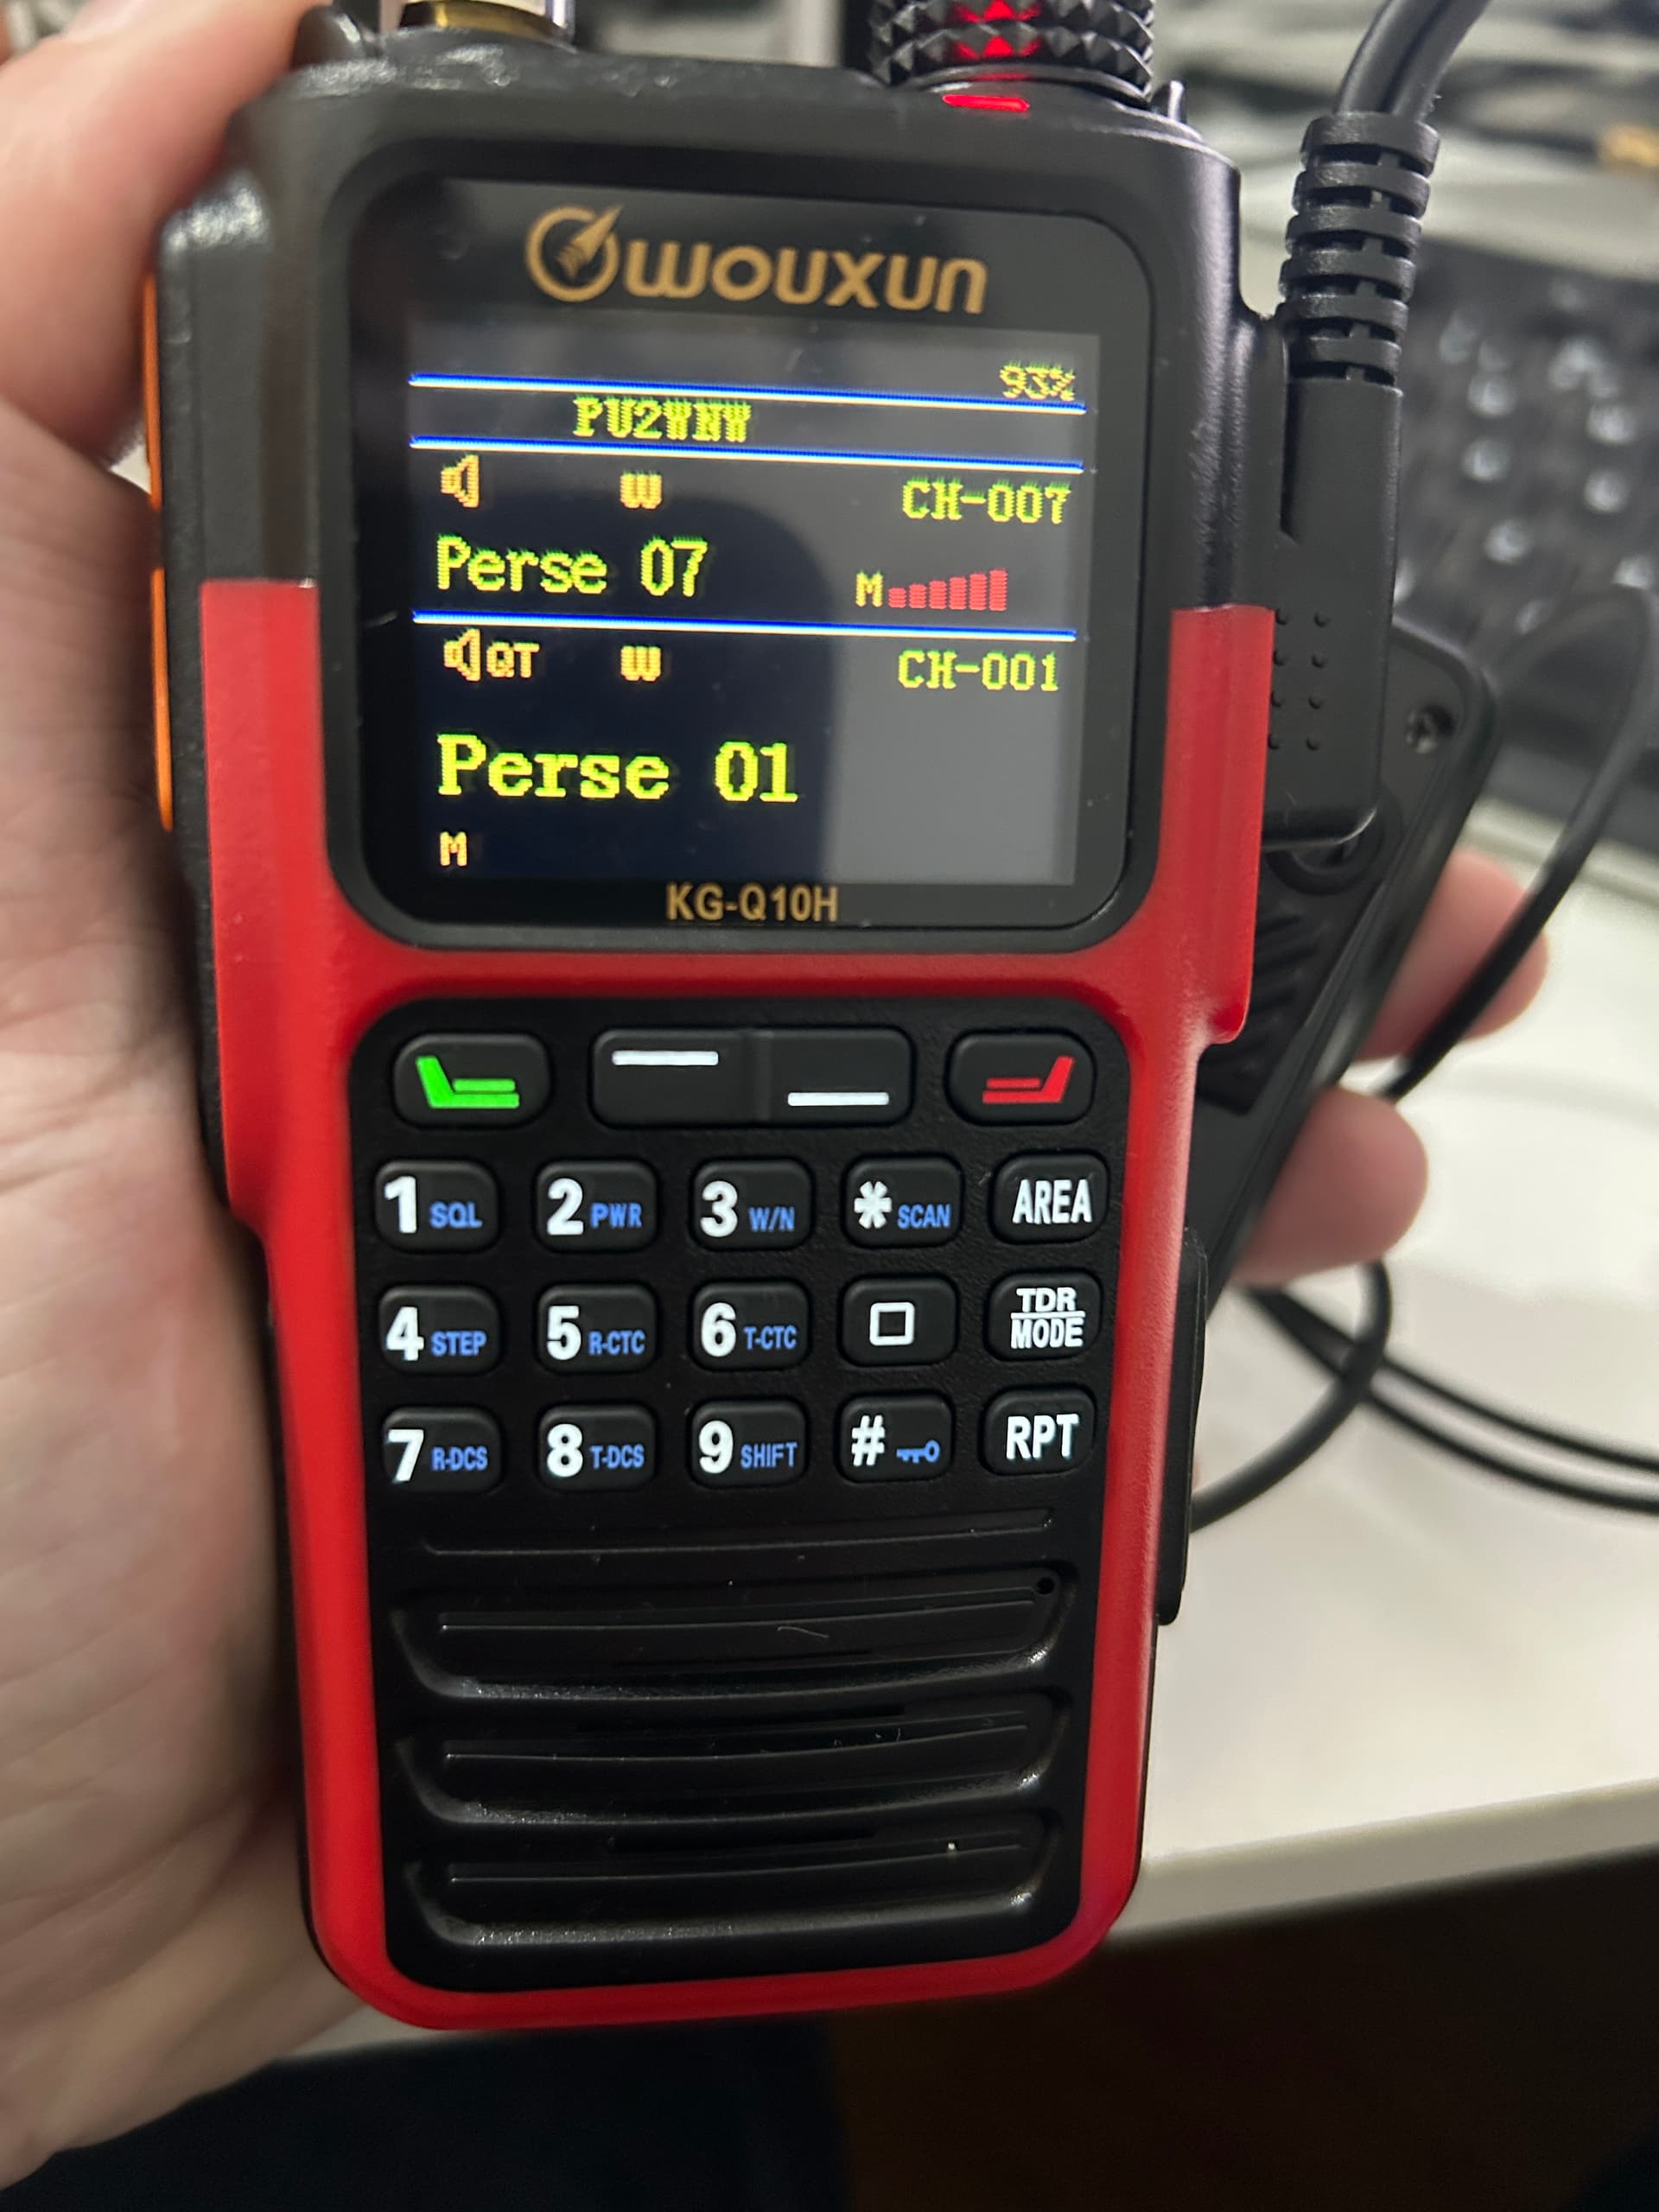 WOUXUN
93%
PU2WNW
W CH-007
Perse 07 M
QT W CH-001
Perse 01
M
KG-Q10H
1 SQL 2 PWR 3 W/N * SCAN AREA
4 STEP 5 R-CTC 6 T-CTC TDR
MODE
7 R-DCS 8 T-DCS 9 SHIFT # RPT